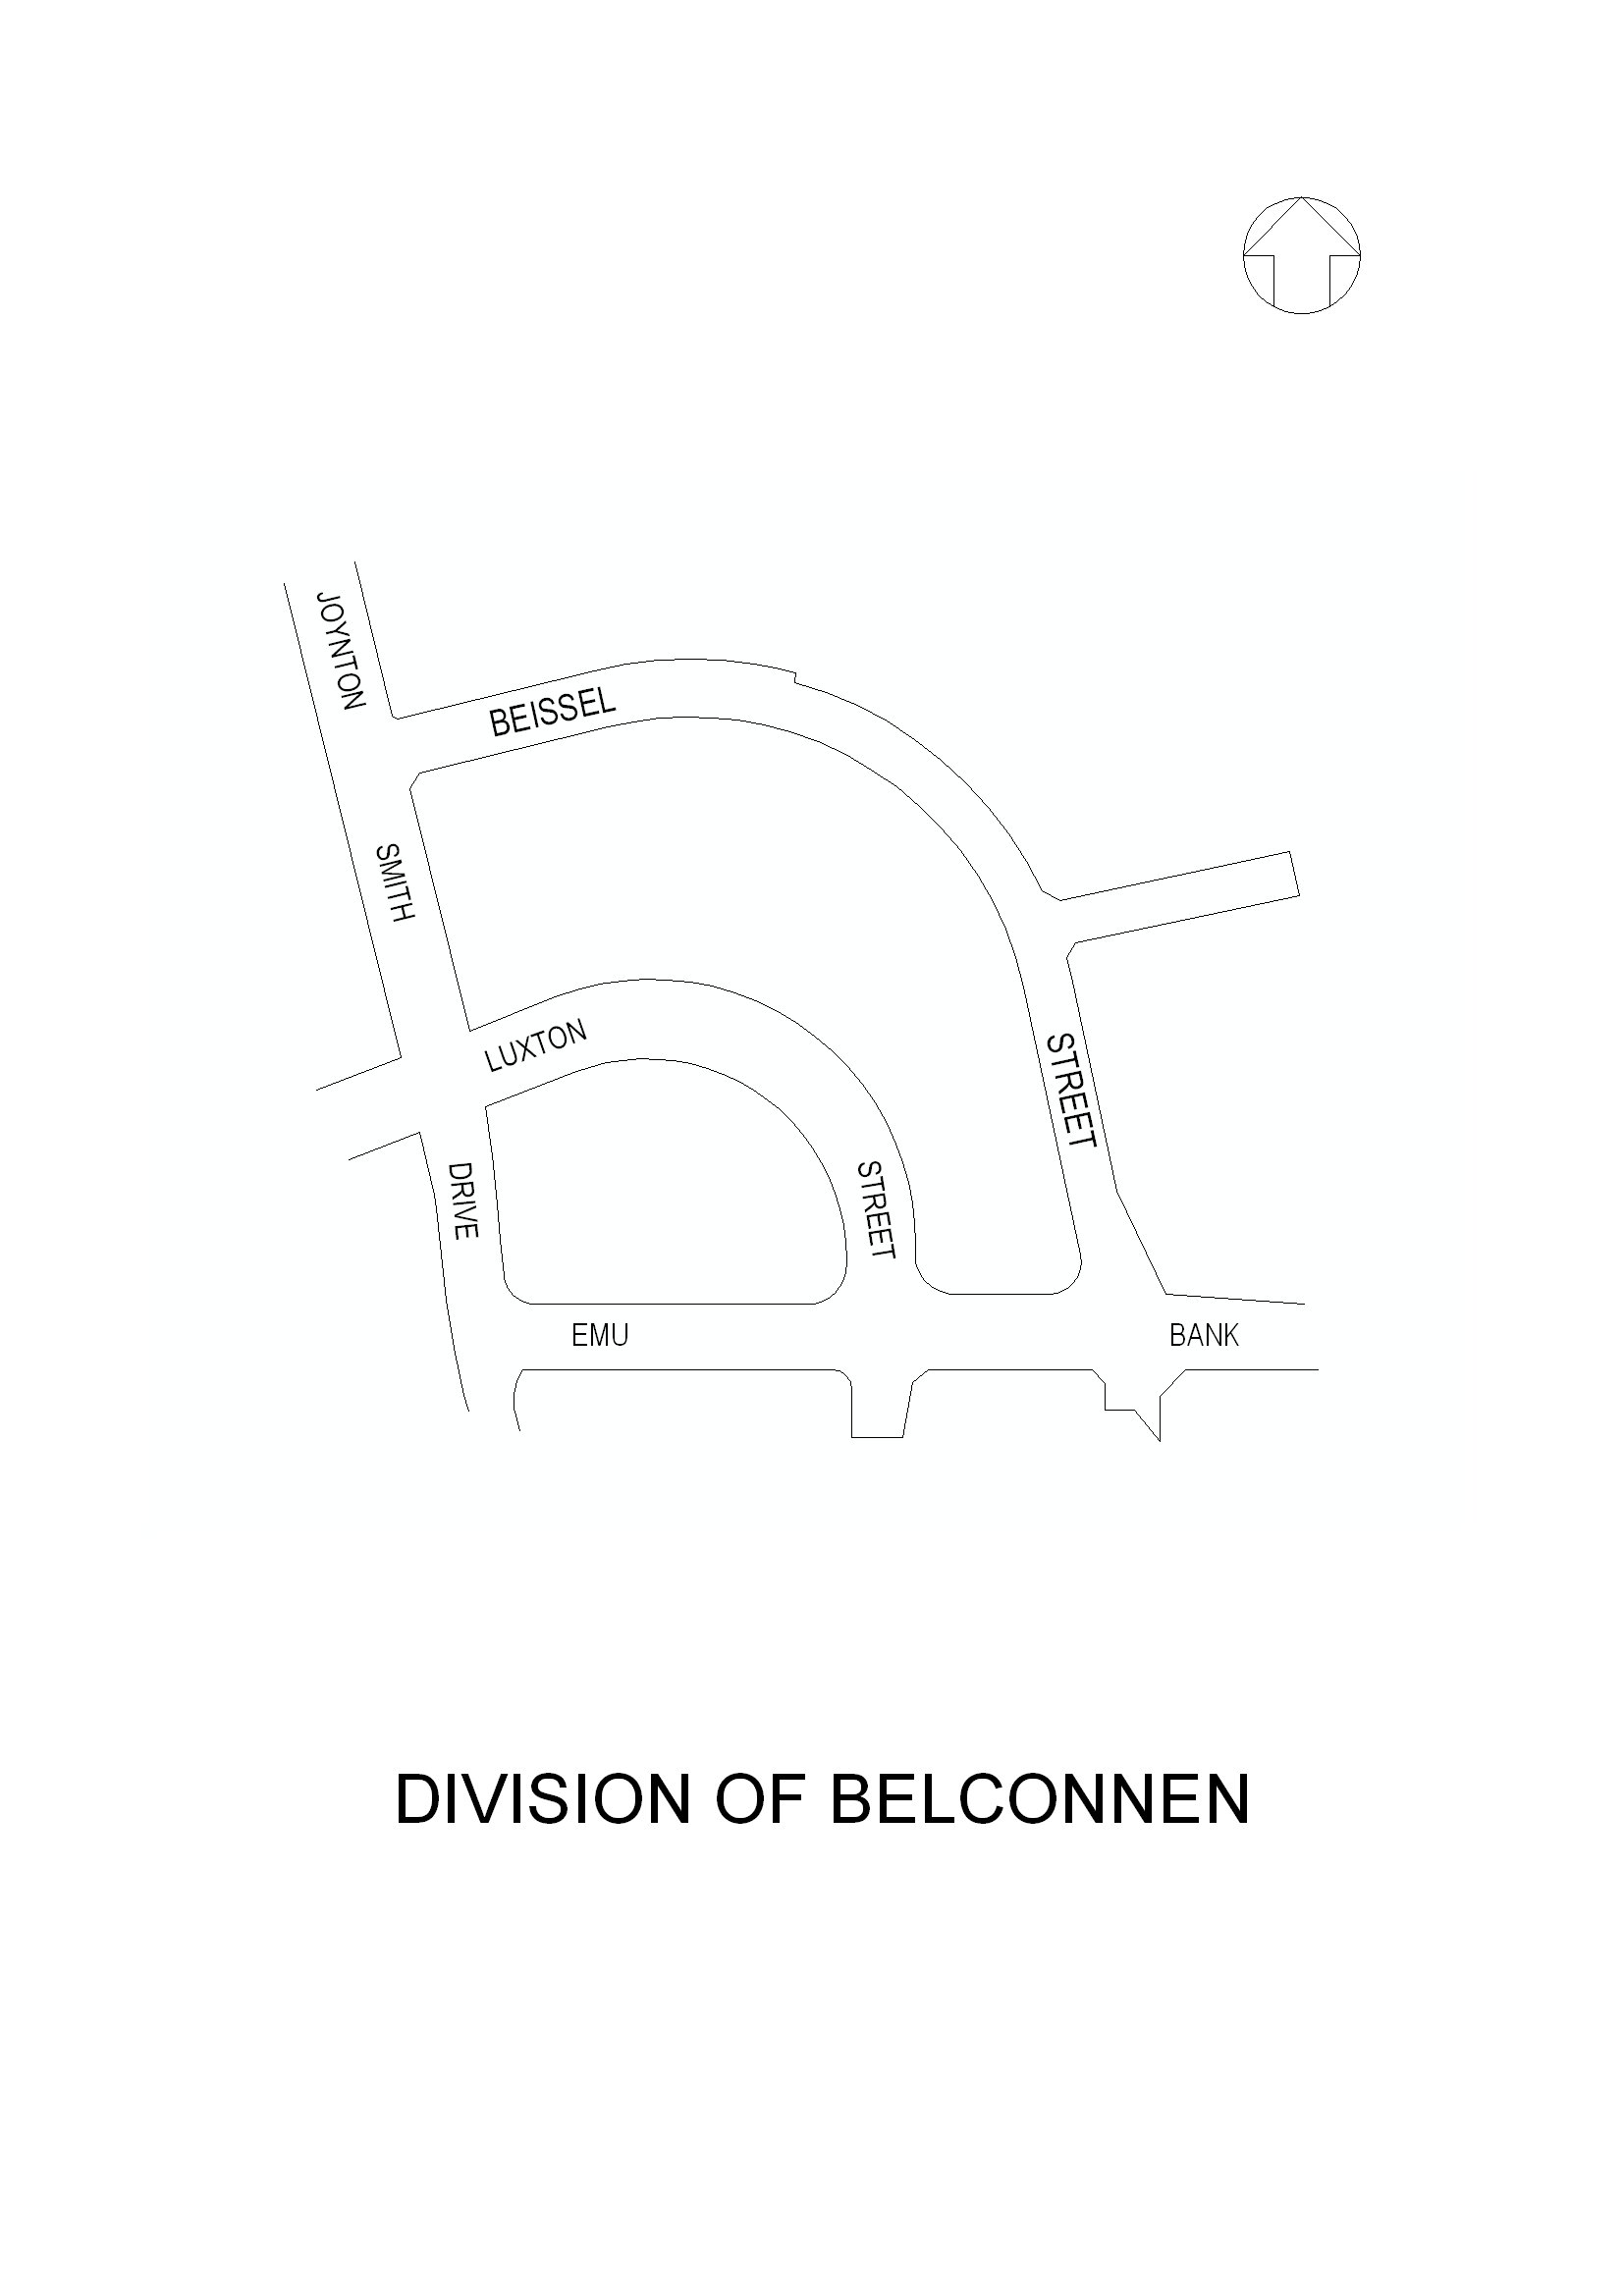 JOYNTON
SMITH
DRIVE
BEISSEL
STREET
LUXTON
STREET
EMU
BANK
DIVISION OF BELCONNEN